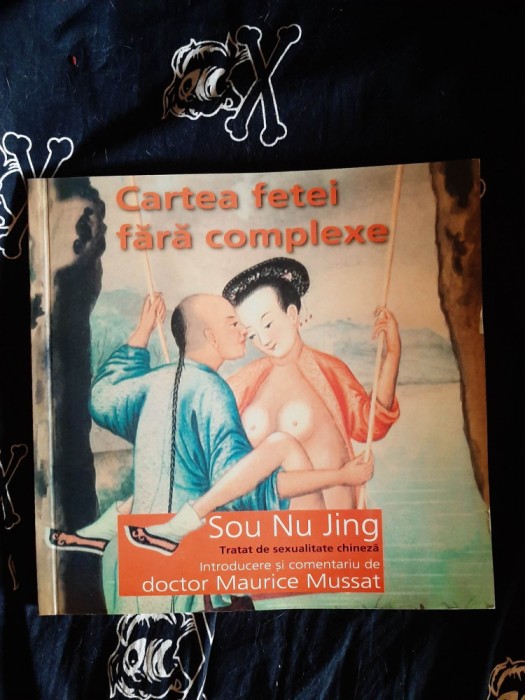 Cartea fetei
fără complexe
Sou Nu Jing
Tratat de sexualitate chineză
Introducere și comentariu de
doctor Maurice Mussat